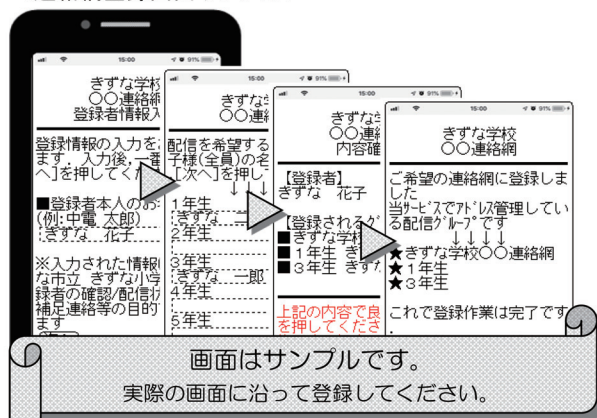 15:00
91%
きずな学校
〇〇連絡網
登録者情報入
登録情報の入力を
ます。入力後、一番
へ]を押してく
■登録者本人のお
(例:中電 太郎)
きずな 花子
※入力された情報
な市立 きずな小学
録者の確認/配信状
補足連絡等の目的
ます
15:00
91%
きずな
〇〇連
配信を希望する
子様(全員)の名
[次へ]を押し
↓↓↓
1年生
きずな 二
2年生
3年生
きずな 一郎
4年生
5年生
15:00
91%
きずな
〇〇連
内容確
【登録者】
きずな 花子
【登録されるグ
■きずな学校
■1年生 き
■3年生 きず
上記の内容で良
を押してくださ
15:00
91%
きずな学校
〇〇連絡網
ご希望の連絡網に登録しま
した
当サービスでアドレス管理してい
る配信グループです
↓↓↓↓
★きずな学校〇〇連絡網
★1年生
★3年生
これで登録作業は完了です
画面はサンプルです。
実際の画面に沿って登録してください。